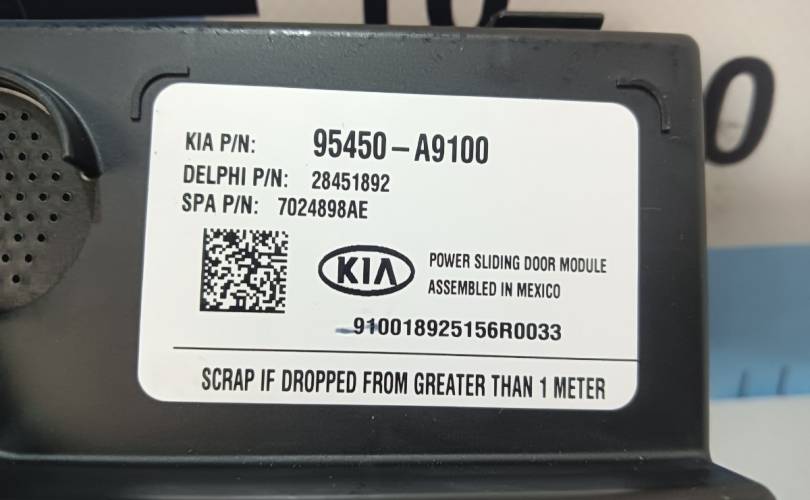 KIA P/N: 95450-A9100
DELPHI P/N: 28451892
SPA P/N: 7024898AE
KIA
POWER SLIDING DOOR MODULE
ASSEMBLED IN MEXICO
910018925156R0033
SCRAP IF DROPPED FROM GREATER THAN 1 METER